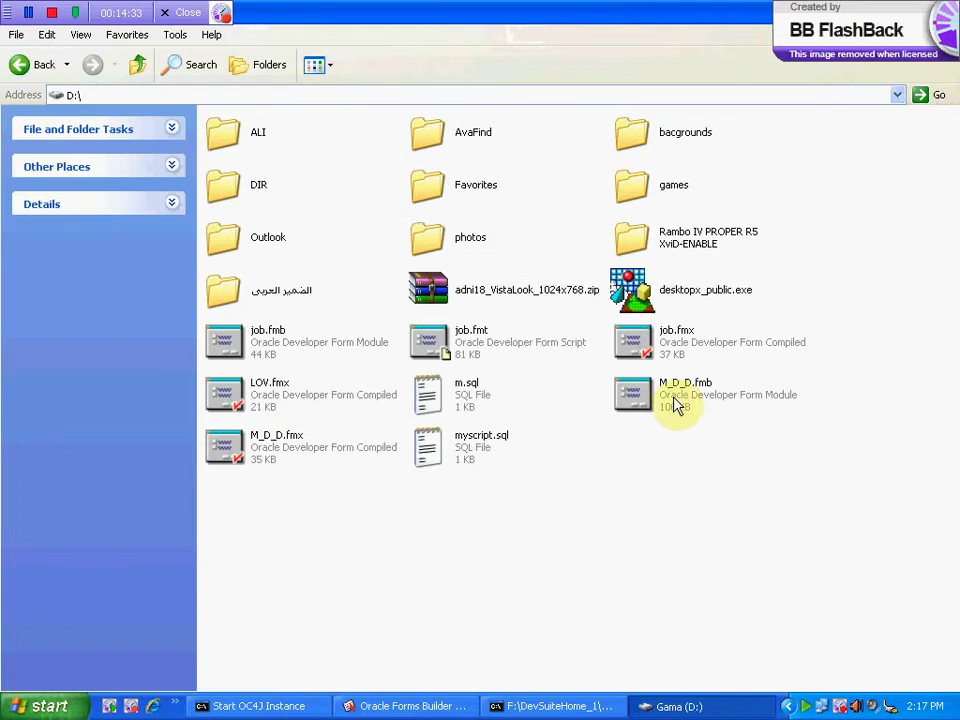 00:14:33
Close
Created by
BB FlashBack
This image removed when licensed
File Edit View Favorites Tools Help
Back Search Folders
Address D:\ Go
File and Folder Tasks
Other Places
Details
ALI
AvaFind
bacgrounds
DIR
Favorites
games
Outlook
photos
Rambo IV PROPER R5
XviD-ENABLE
الضمير العربى
adni18_VistaLook_1024x768.zip
desktopx_public.exe
job.fmb
Oracle Developer Form Module
44 KB
job.fmt
Oracle Developer Form Script
81 KB
job.fmx
Oracle Developer Form Compiled
37 KB
LOV.fmx
Oracle Developer Form Compiled
21 KB
m.sql
SQL File
1 KB
M_D_D.fmb
Oracle Developer Form Module
M_D_D.fmx
Oracle Developer Form Compiled
35 KB
myscript.sql
SQL File
1 KB
start
Start OC4J Instance
Oracle Forms Builder ...
F:\DevSuiteHome_1\...
Gama (D:)
2:17 PM